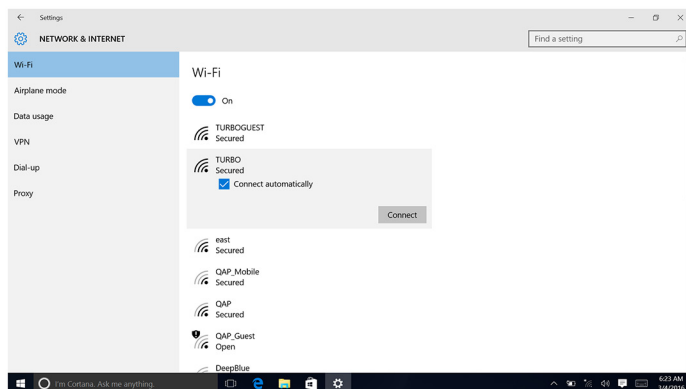 Settings
NETWORK & INTERNET
Find a setting
Wi-Fi
Airplane mode
Data usage
VPN
Dial-up
Proxy
Wi-Fi
On
TURBOGUEST
Secured
TURBO
Secured
Connect automatically
Connect
east
Secured
QAP_Mobile
Secured
QAP
Secured
QAP_Guest
Open
DeepBlue
I'm Cortana. Ask me anything.
6:23 AM
3/4/2016